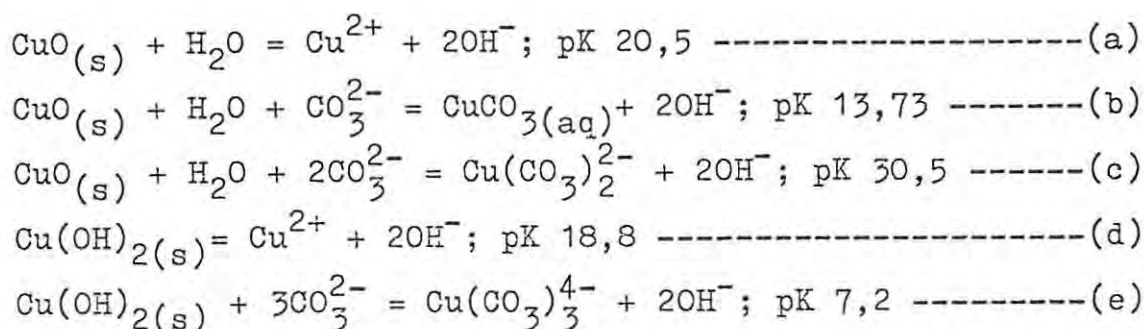 CuO(s) + H₂O = Cu²⁺ + 2OH⁻; pK 20,5 -------------------(a)
CuO(s) + H₂O + CO₃²⁻ = CuCO₃(aq)+ 2OH⁻; pK 13,73 -------(b)
CuO(s) + H₂O + 2CO₃²⁻ = Cu(CO₃)₂²⁻ + 2OH⁻; pK 30,5 ------(c)
Cu(OH)₂(s)= Cu²⁺ + 2OH⁻; pK 18,8 ----------------------(d)
Cu(OH)₂(s) + 3CO₃²⁻ = Cu(CO₃)₃⁴⁻ + 2OH⁻; pK 7,2 ---------(e)